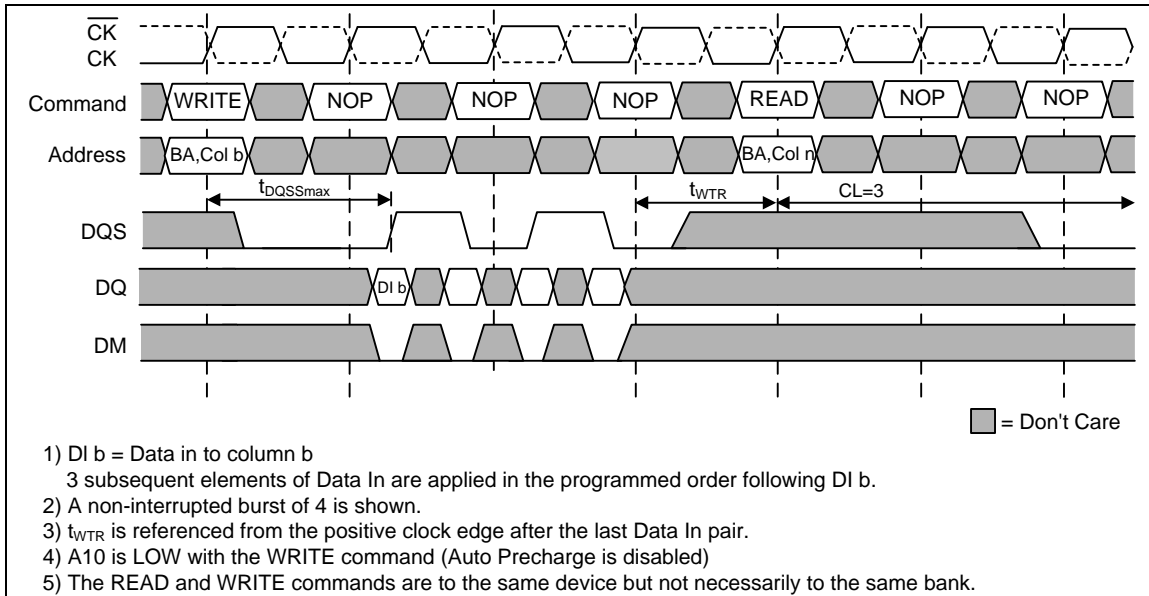 CK
CK
Command WRITE NOP NOP NOP READ NOP NOP
Address BA,Col b BA,Col n
tDQSSmax tWTR CL=3
DQS
DQ DI b
DM
= Don't Care
1) DI b = Data in to column b
3 subsequent elements of Data In are applied in the programmed order following DI b.
2) A non-interrupted burst of 4 is shown.
3) tWTR is referenced from the positive clock edge after the last Data In pair.
4) A10 is LOW with the WRITE command (Auto Precharge is disabled)
5) The READ and WRITE commands are to the same device but not necessarily to the same bank.